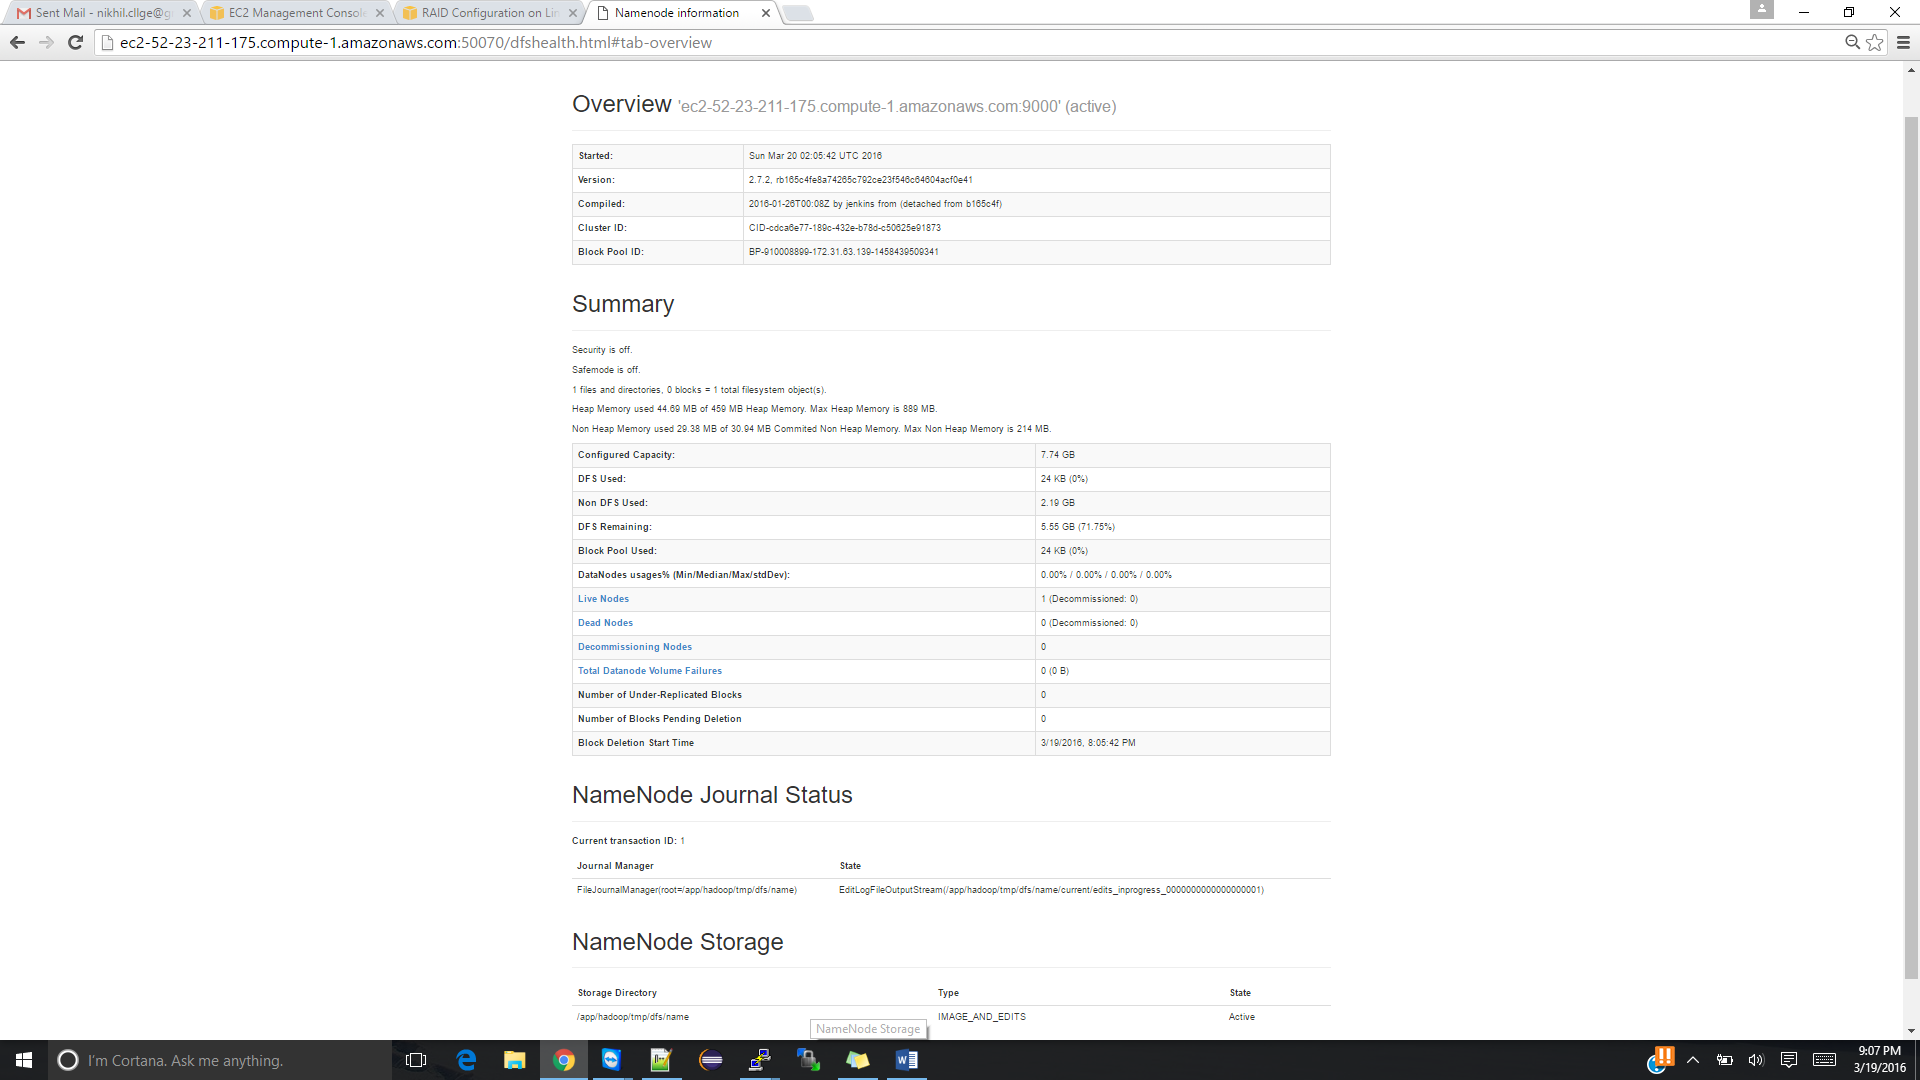 Sent Mail - nikhil.cllge@g
EC2 Management Console
RAID Configuration on Lin
Namenode information
ec2-52-23-211-175.compute-1.amazonaws.com:50070/dfshealth.html#tab-overview
Overview 'ec2-52-23-211-175.compute-1.amazonaws.com:9000' (active)
Started: Sun Mar 20 02:05:42 UTC 2016
Version: 2.7.2, rb165c4fe8a74265c792ce23f546c64604acf0e41
Compiled: 2016-01-26T00:08Z by jenkins from (detached from b165c4f)
Cluster ID: CID-cdca6e77-189c-432e-b78d-c50625e91873
Block Pool ID: BP-910008899-172.31.63.139-1458439509341
Summary
Security is off.
Safemode is off.
1 files and directories, 0 blocks = 1 total filesystem object(s).
Heap Memory used 44.69 MB of 459 MB Heap Memory. Max Heap Memory is 889 MB.
Non Heap Memory used 29.38 MB of 30.94 MB Commited Non Heap Memory. Max Non Heap Memory is 214 MB.
Configured Capacity: 7.74 GB
DFS Used: 24 KB (0%)
Non DFS Used: 2.19 GB
DFS Remaining: 5.55 GB (71.75%)
Block Pool Used: 24 KB (0%)
DataNodes usages% (Min/Median/Max/stdDev): 0.00% / 0.00% / 0.00% / 0.00%
Live Nodes 1 (Decommissioned: 0)
Dead Nodes 0 (Decommissioned: 0)
Decommissioning Nodes 0
Total Datanode Volume Failures 0 (0 B)
Number of Under-Replicated Blocks 0
Number of Blocks Pending Deletion 0
Block Deletion Start Time 3/19/2016, 8:05:42 PM
NameNode Journal Status
Current transaction ID: 1
Journal Manager State
FileJournalManager(root=/app/hadoop/tmp/dfs/name) EditLogFileOutputStream(/app/hadoop/tmp/dfs/name/current/edits_inprogress_0000000000000000001)
NameNode Storage
Storage Directory Type State
/app/hadoop/tmp/dfs/name IMAGE_AND_EDITS Active
NameNode Storage
I'm Cortana. Ask me anything.
9:07 PM
3/19/2016